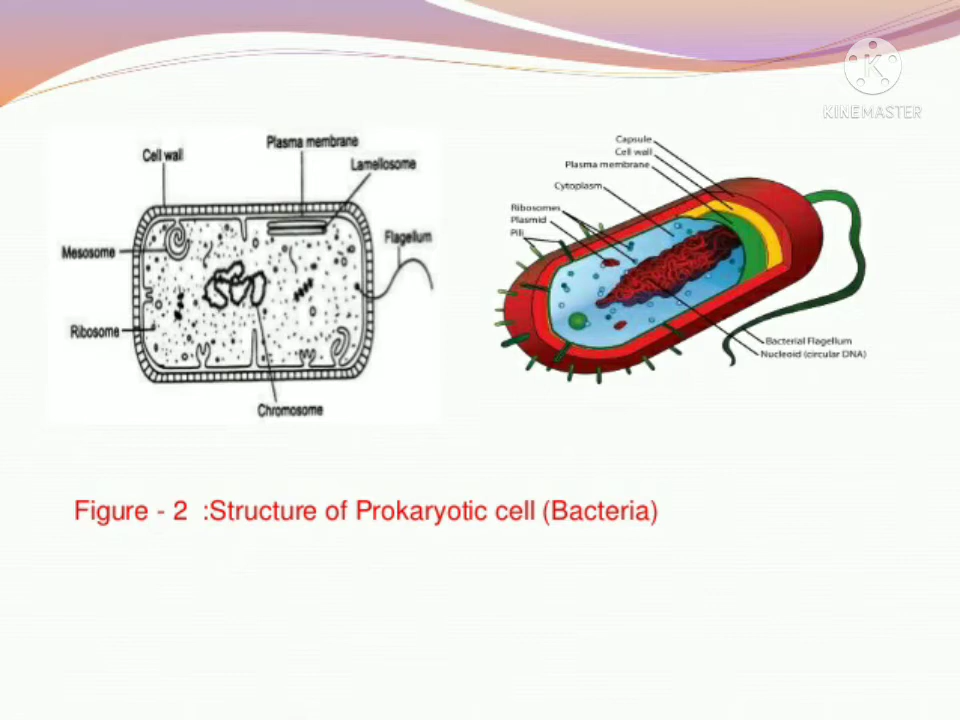 K
KINEMASTER
Cell wall
Plasma membrane
Lamellosome
Mesosome
Flagellum
Ribosome
Chromosome
Capsule
Cell wall
Plasma membrane
Cytoplasm
Ribosomes
Plasmid
Pili
Bacterial Flagellum
Nucleoid (circular DNA)
Figure - 2 :Structure of Prokaryotic cell (Bacteria)